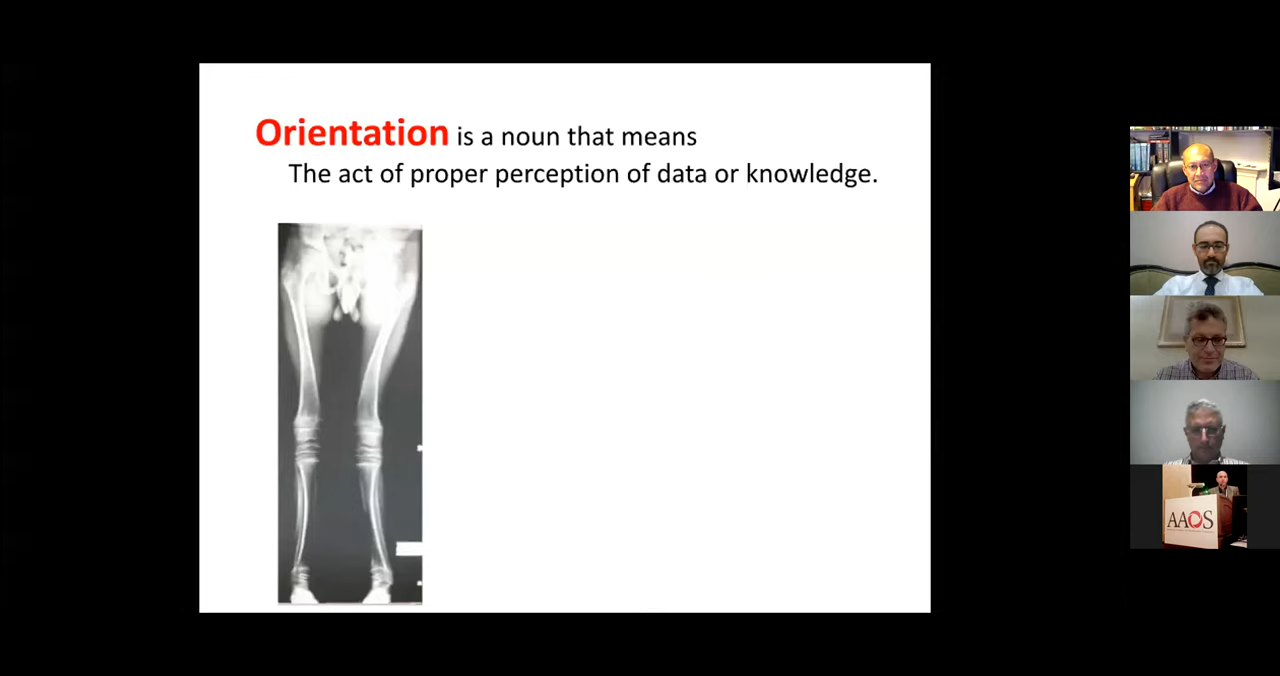 Orientation is a noun that means
The act of proper perception of data or knowledge.
AAOS